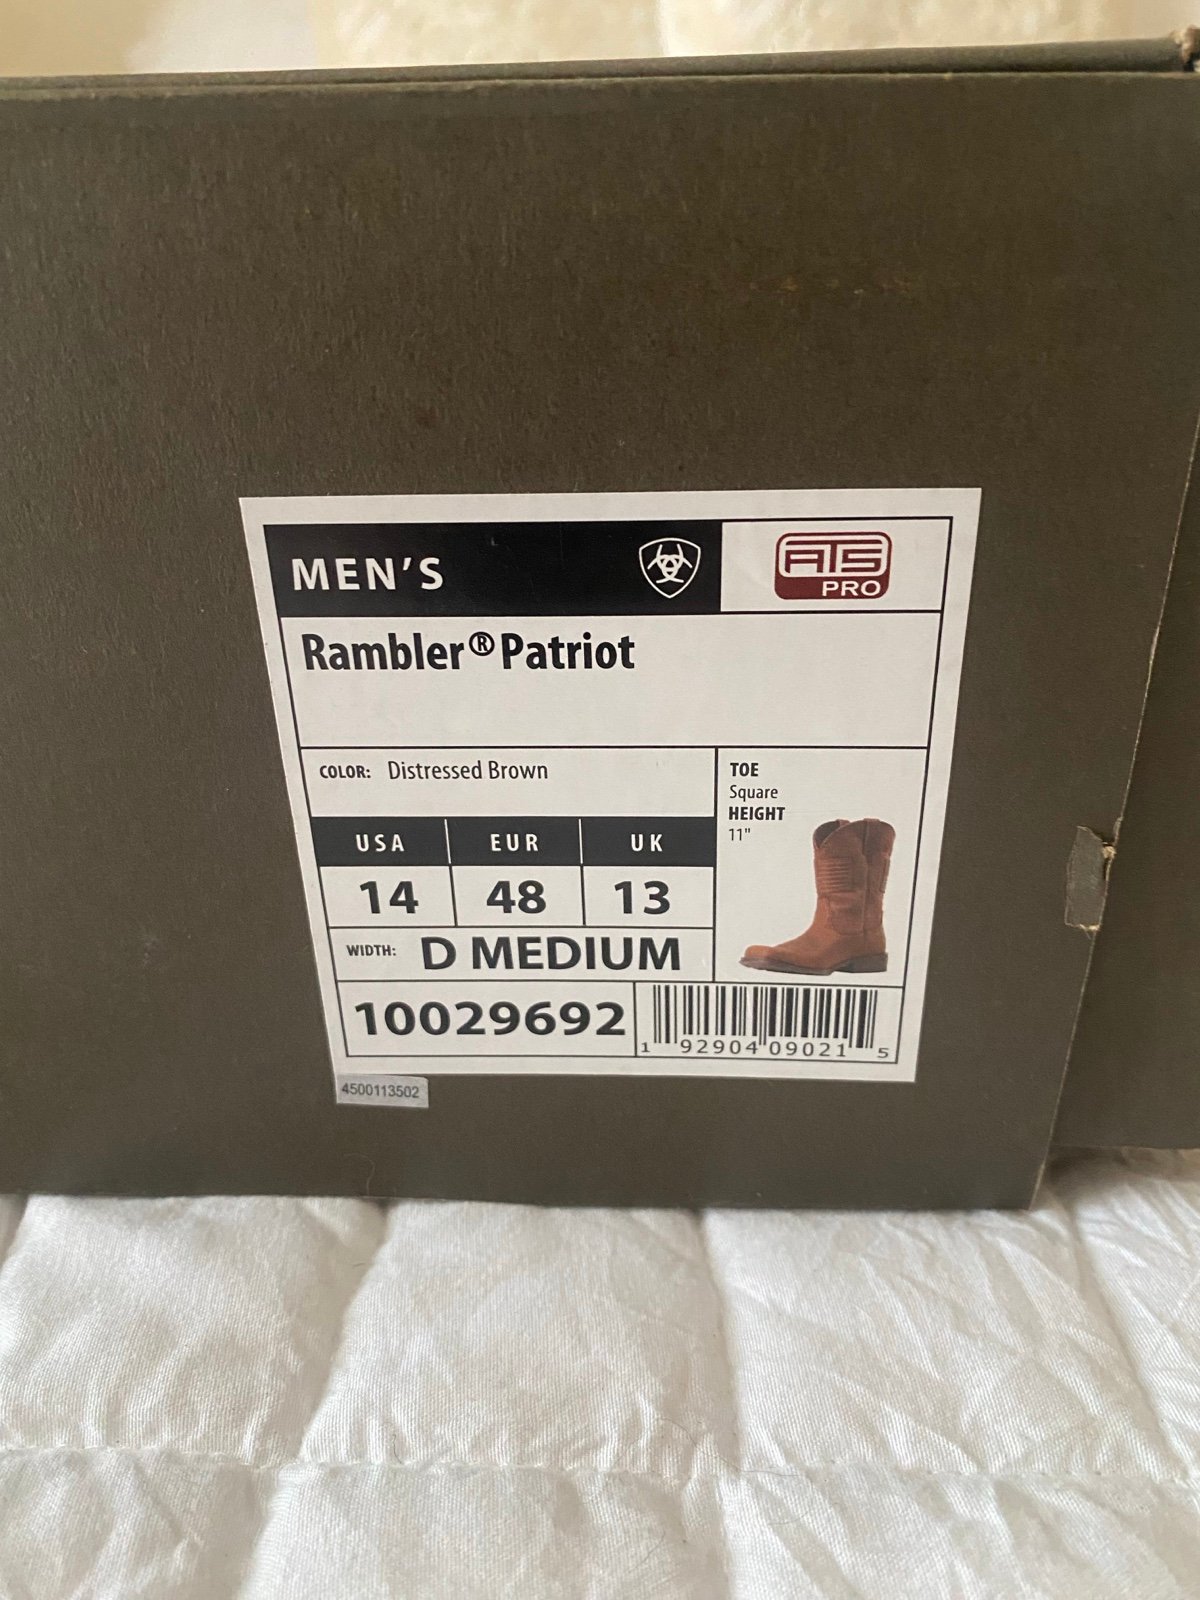 MEN'S
ATS
PRO
Rambler® Patriot
COLOR: Distressed Brown
TOE
Square
HEIGHT
11"
USA EUR UK
14 48 13
WIDTH: D MEDIUM
10029692
1 92904 09021 5
4500113502